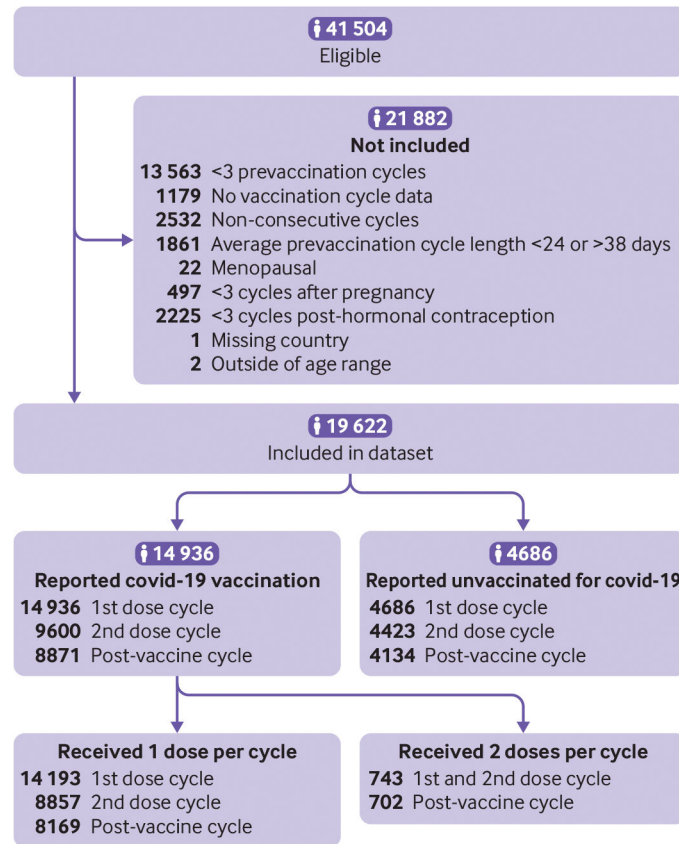 41 504
Eligible
21 882
Not included
13 563 <3 prevaccination cycles
1179 No vaccination cycle data
2532 Non-consecutive cycles
1861 Average prevaccination cycle length <24 or >38 days
22 Menopausal
497 <3 cycles after pregnancy
2225 <3 cycles post-hormonal contraception
1 Missing country
2 Outside of age range
19 622
Included in dataset
14 936
Reported covid-19 vaccination
14 936 1st dose cycle
9600 2nd dose cycle
8871 Post-vaccine cycle
4686
Reported unvaccinated for covid-19
4686 1st dose cycle
4423 2nd dose cycle
4134 Post-vaccine cycle
Received 1 dose per cycle
14 193 1st dose cycle
8857 2nd dose cycle
8169 Post-vaccine cycle
Received 2 doses per cycle
743 1st and 2nd dose cycle
702 Post-vaccine cycle